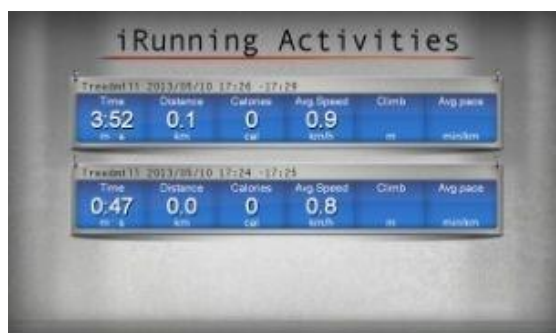 iRunning Activities
Treadmill 2013/05/10 17:26 -17:29
Time Distance Calories Avg.Speed Climb Avg.pace
3:52 0.1 0 0.9
m s km cal km/h m min/km
Treadmill 2013/05/10 17:24 -17:25
Time Distance Calories Avg.Speed Climb Avg.pace
0:47 0.0 0 0.8
m s km cal km/h m min/km